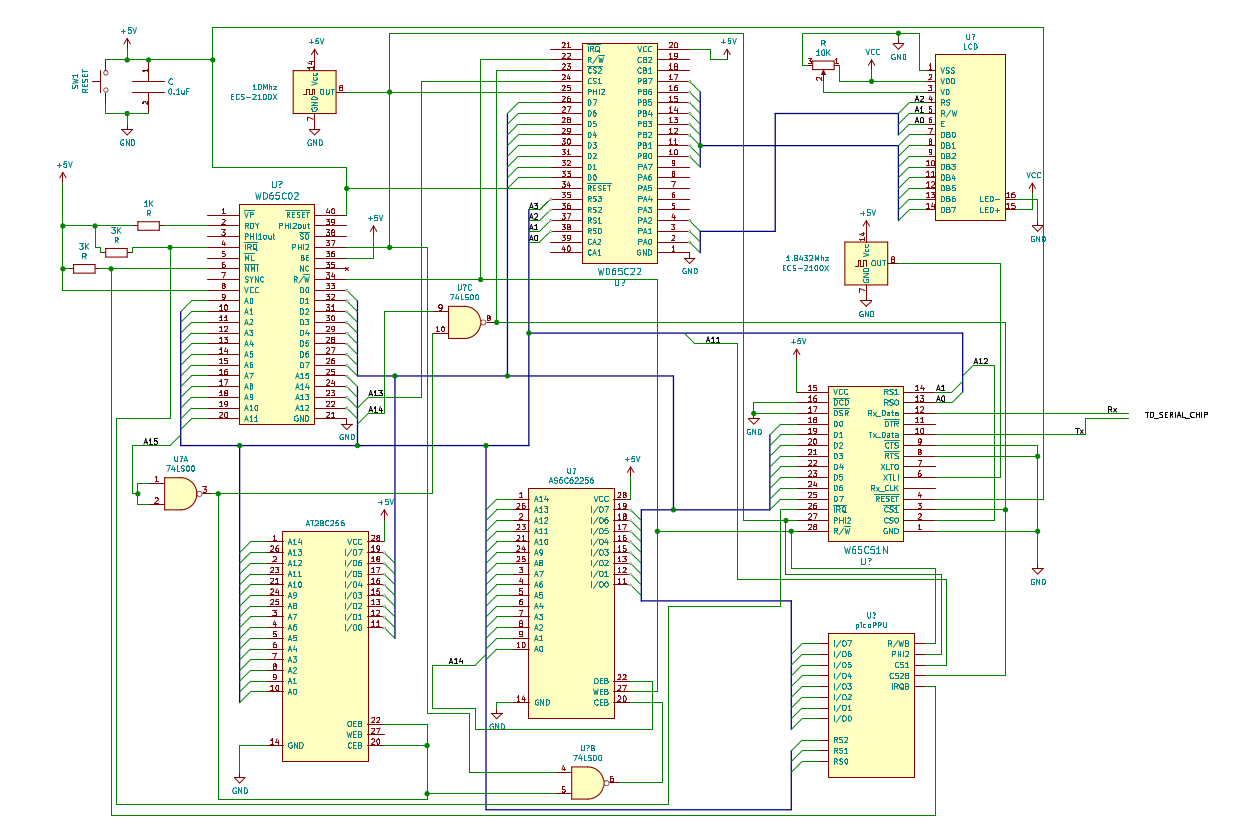 +5V
SW1
RESET
C
0.1uF
GND
+5V
14
Vcc
10Mhz
ECS-2100X
OUT
8
GND
7
GND
21 IRQ VCC 20
22 R/W CB2 19
23 CS2 CB1 18
24 CS1 PB7 17
25 PHI2 PB6 16
26 D7 PB5 15
27 D6 PB4 14
28 D5 PB3 13
29 D4 PB2 12
30 D3 PB1 11
31 D2 PB0 10
32 D1 PA7 9
33 D0 PA6 8
34 RESET PA5 7
35 RS3 PA4 6
36 RS2 PA3 5
37 RS1 PA2 4
38 RS0 PA1 3
39 CA2 PA0 2
40 CA1 GND 1
WD65C22
U?
A3
A2
A1
A0
+5V
GND
R
10K
3
1
2
VCC
GND
U?
LCD
1 VSS
2 VDD
3 VO
A2 4 RS
A1 5 R/W
A0 6 E
7 DB0
8 DB1
9 DB2
10 DB3
11 DB4
12 DB5
13 DB6
14 DB7
LED- 16
LED+ 15
VCC
GND
+5V
1K
R
3K
R
3K
R
U?
WD65C02
1 VP RESET 40
2 RDY PHI2out 39
3 PHI1out SO 38
4 IRQ PHI2 37
5 ML BE 36
6 NMI NC 35
7 SYNC R/W 34
8 VCC D0 33
9 A0 D1 32
10 A1 D2 31
11 A2 D3 30
12 A3 D4 29
13 A4 D5 28
14 A5 D6 27
15 A6 D7 26
16 A7 A15 25
17 A8 A14 24
18 A9 A13 23
19 A10 A12 22
20 A11 GND 21
+5V
A13
A14
GND
A15
U?C
74LS00
9
10
8
+5V
14
Vcc
1.8432Mhz
ECS-2100X
OUT
8
GND
7
GND
A11
A12
+5V
15 VCC RS1 14 A1
16 DCD RS0 13 A0
17 DSR Rx_Data 12
18 D0 DTR 11
19 D1 Tx_Data 10
20 D2 CTS 9
21 D3 RTS 8
22 D4 XLTO 7
23 D5 XTLI 6
24 D6 Rx_CLK 5
25 D7 RESET 4
26 IRQ CS1 3
27 PHI2 CS0 2
28 R/W GND 1
W65C51N
U?
GND
Rx
Tx
TO_SERIAL_CHIP
GND
U?A
74LS00
1
2
3
AT28C256
1 A14 VCC 28
26 A13 I/O7 19
2 A12 I/O6 18
23 A11 I/O5 17
21 A10 I/O4 16
24 A9 I/O3 15
25 A8 I/O2 13
3 A7 I/O1 12
4 A6 I/O0 11
5 A5
6 A4
7 A3
8 A2
9 A1
10 A0
OEB 22
WEB 27
14 GND CEB 20
+5V
GND
U?
AS6C62256
1 A14 VCC 28
26 A13 I/O7 19
2 A12 I/O6 18
23 A11 I/O5 17
21 A10 I/O4 16
24 A9 I/O3 15
25 A8 I/O2 13
3 A7 I/O1 12
4 A6 I/O0 11
5 A5
6 A4
7 A3
8 A2
9 A1
10 A0
OEB 22
WEB 27
14 GND CEB 20
+5V
A14
GND
U?B
74LS00
4
5
6
U?
picoPPU
I/O7 R/WB
I/O6 PHI2
I/O5 CS1
I/O4 CS2B
I/O3 IRQB
I/O2
I/O1
I/O0
RS2
RS1
RS0